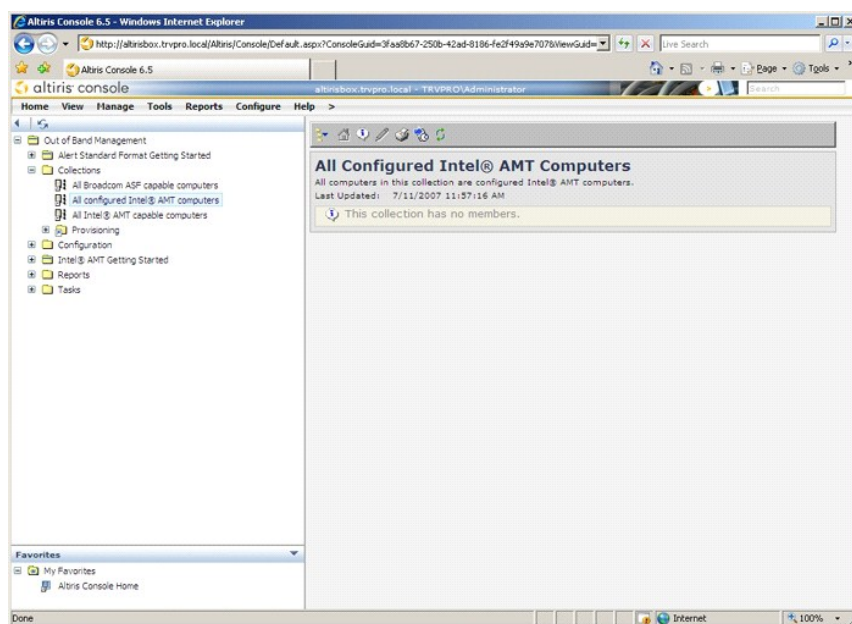 Altiris Console 6.5 - Windows Internet Explorer
http://altirisbox.trvpro.local/Altiris/Console/Default.aspx?ConsoleGuid=3faa8b67-250b-42ad-8186-fe2f49a9e707&ViewGuid=
Live Search
Altiris Console 6.5
Page
Tools
altiris console
altirisbox.trvpro.local - TRVPRO\Administrator
Search
Home View Manage Tools Reports Configure Help >
Out of Band Management
Alert Standard Format Getting Started
Collections
All Broadcom ASF capable computers
All configured Intel® AMT computers
All Intel® AMT capable computers
Provisioning
Configuration
Intel® AMT Getting Started
Reports
Tasks
All Configured Intel® AMT Computers
All computers in this collection are configured Intel® AMT computers.
Last Updated: 7/11/2007 11:57:16 AM
This collection has no members.
Favorites
My Favorites
Altiris Console Home
Done
Internet
100%